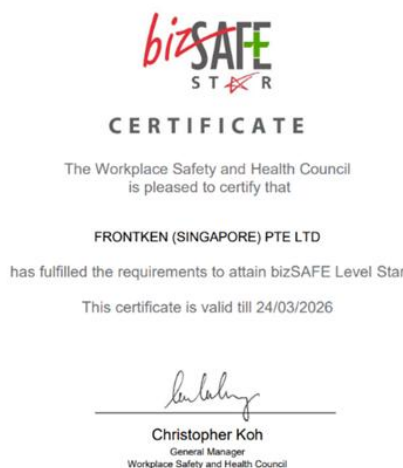 bizSAFE
STAR
CERTIFICATE
The Workplace Safety and Health Council
is pleased to certify that
FRONTKEN (SINGAPORE) PTE LTD
has fulfilled the requirements to attain bizSAFE Level Star
This certificate is valid till 24/03/2026
Christopher Koh
General Manager
Workplace Safety and Health Council